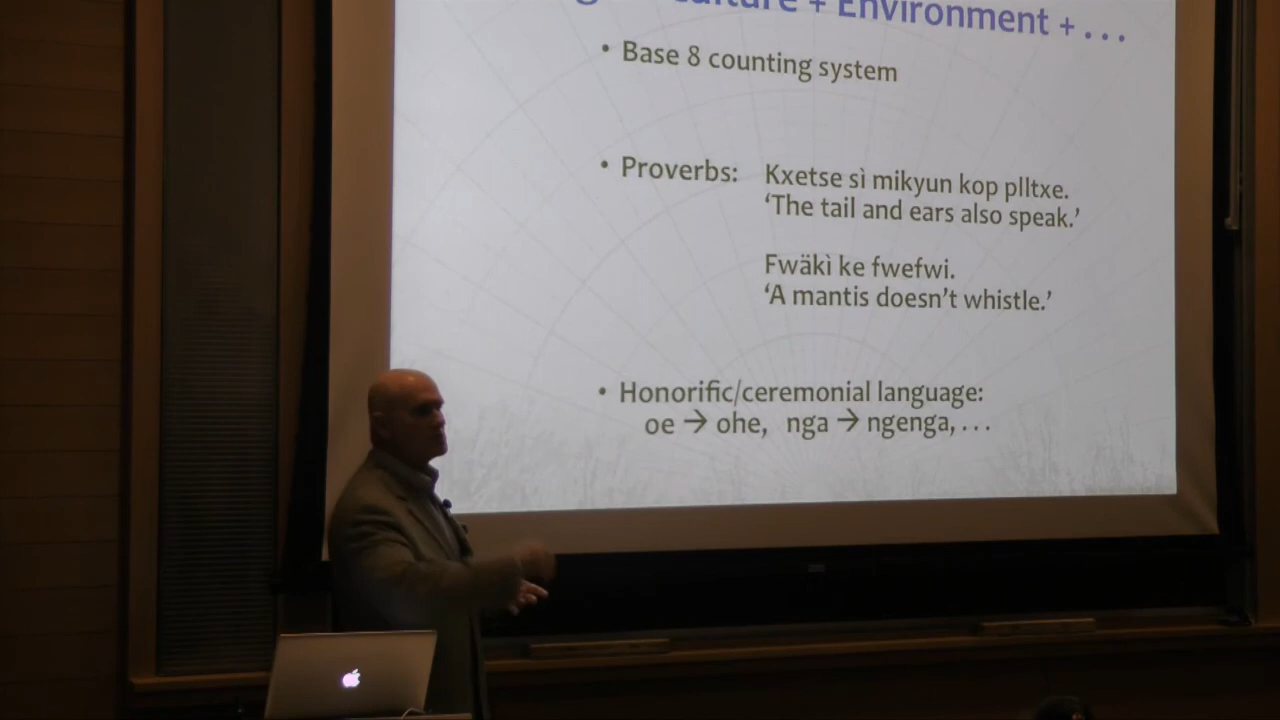 + Environment + . . .
• Base 8 counting system
• Proverbs: Kxetse sì mikyun kop plltxe.
‘The tail and ears also speak.’
Fwäkì ke fwefwi.
‘A mantis doesn’t whistle.’
• Honorific/ceremonial language:
oe → ohe, nga → ngenga, . . .